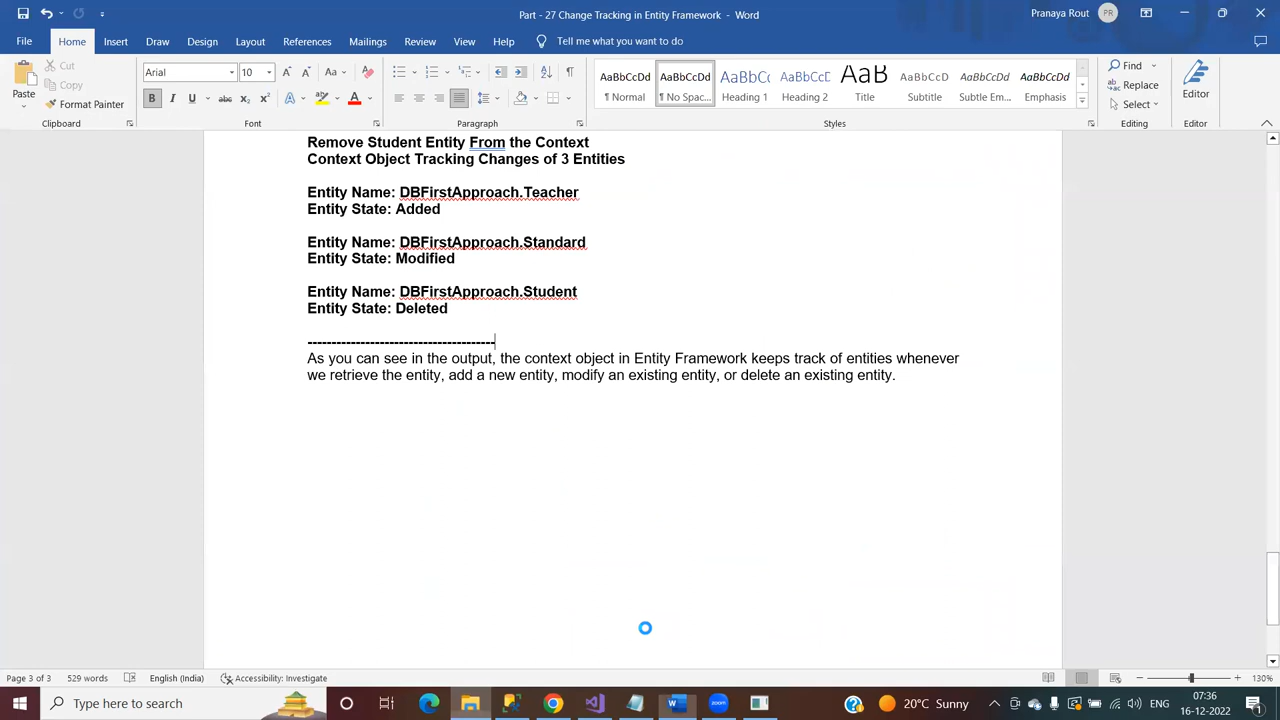 Part - 27 Change Tracking in Entity Framework - Word
Pranaya Rout PR
File Home Insert Draw Design Layout References Mailings Review View Help Tell me what you want to do
Paste
Cut
Copy
Format Painter
Clipboard
Arial 10
Font
Paragraph
AaBbCcDd ¶ Normal
AaBbCcDd ¶ No Spac...
AaBbCc Heading 1
AaBbCcE Heading 2
AaB Title
AaBbCcD Subtitle
AaBbCcDd Subtle Em...
AaBbCcDd Emphasis
Styles
Find
Replace
Select
Editing
Editor
Editor
Remove Student Entity From the Context
Context Object Tracking Changes of 3 Entities
Entity Name: DBFirstApproach.Teacher
Entity State: Added
Entity Name: DBFirstApproach.Standard
Entity State: Modified
Entity Name: DBFirstApproach.Student
Entity State: Deleted
---------------------------------------
As you can see in the output, the context object in Entity Framework keeps track of entities whenever
we retrieve the entity, add a new entity, modify an existing entity, or delete an existing entity.
Page 3 of 3 529 words English (India) Accessibility: Investigate 130%
Type here to search
zoom
20°C Sunny
ENG
07:36
16-12-2022